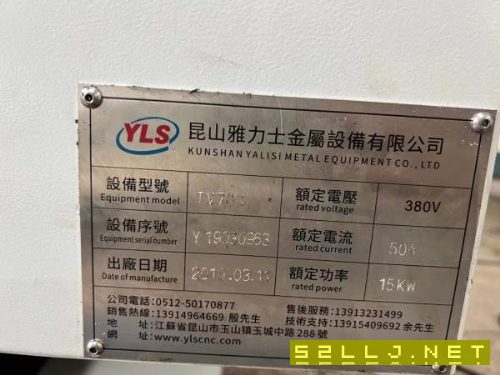 YLS 昆山雅力士金屬設備有限公司
KUNSHAN YALISI METAL EQUIPMENT CO., LTD
設備型號 額定電壓 380V
Equipment model rated voltage
設備序號 額定電流
Equipment serial number rated current
出廠日期 額定功率 15KW
Date of manufacture rated power
公司電話:0512-50170877 售後服務:13913231499
銷售熱線:13914964669 殷先生 技術支持:13915409692 余先生
地 址:江蘇省昆山市玉山鎮玉城中路288號
網 址:www.ylscnc.com
52LLJ.NET